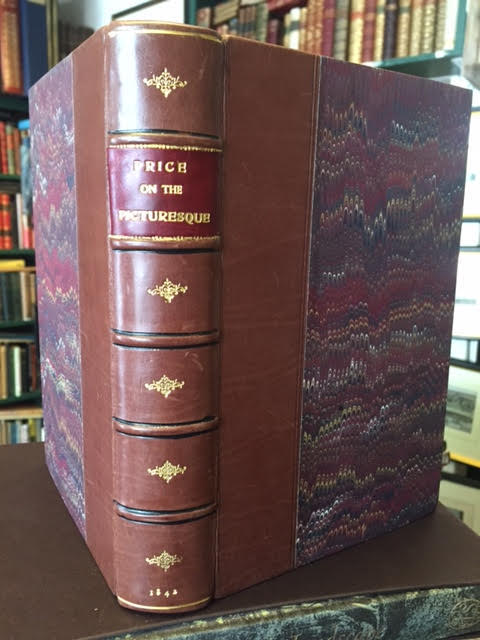 PRICE
ON THE
PICTURESQUE
1842